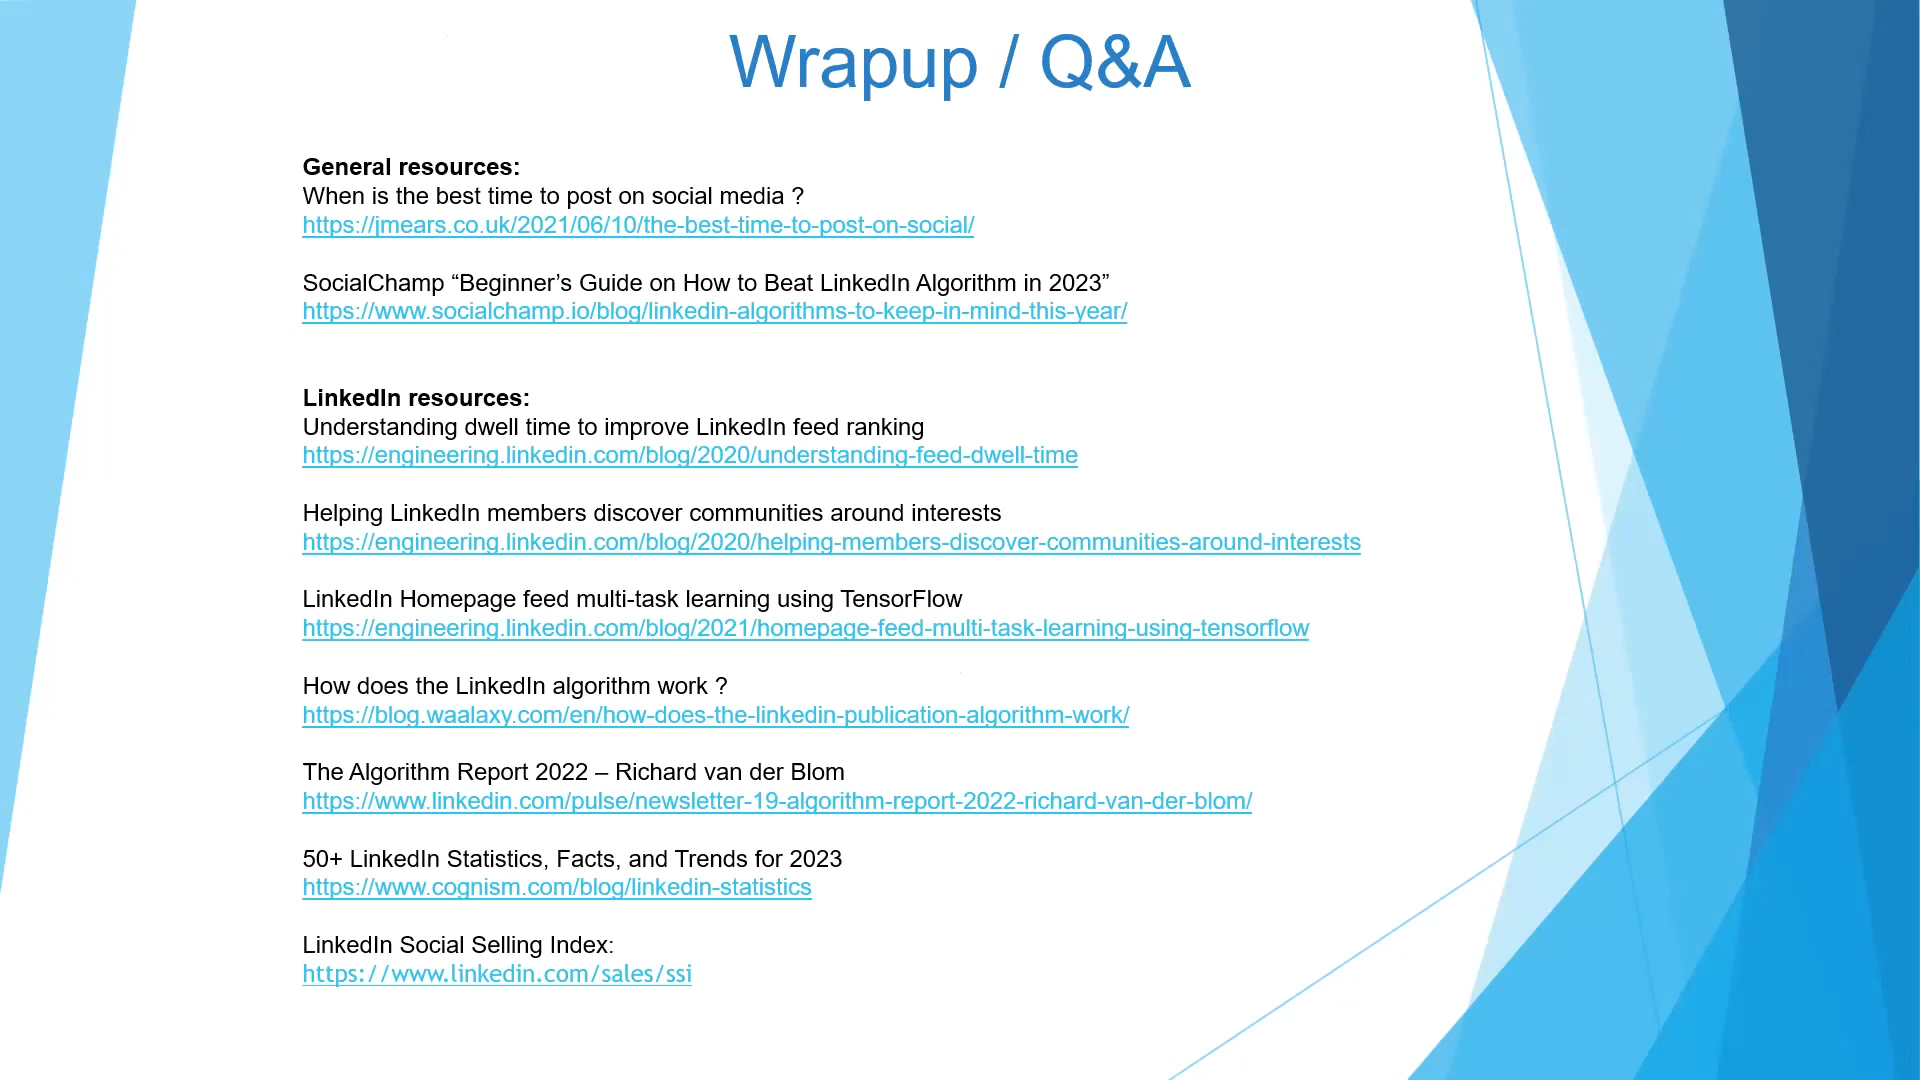 Wrapup / Q&A
General resources:
When is the best time to post on social media ?
https://jmears.co.uk/2021/06/10/the-best-time-to-post-on-social/
SocialChamp “Beginner’s Guide on How to Beat LinkedIn Algorithm in 2023”
https://www.socialchamp.io/blog/linkedin-algorithms-to-keep-in-mind-this-year/
LinkedIn resources:
Understanding dwell time to improve LinkedIn feed ranking
https://engineering.linkedin.com/blog/2020/understanding-feed-dwell-time
Helping LinkedIn members discover communities around interests
https://engineering.linkedin.com/blog/2020/helping-members-discover-communities-around-interests
LinkedIn Homepage feed multi-task learning using TensorFlow
https://engineering.linkedin.com/blog/2021/homepage-feed-multi-task-learning-using-tensorflow
How does the LinkedIn algorithm work ?
https://blog.waalaxy.com/en/how-does-the-linkedin-publication-algorithm-work/
The Algorithm Report 2022 – Richard van der Blom
https://www.linkedin.com/pulse/newsletter-19-algorithm-report-2022-richard-van-der-blom/
50+ LinkedIn Statistics, Facts, and Trends for 2023
https://www.cognism.com/blog/linkedin-statistics
LinkedIn Social Selling Index:
https://www.linkedin.com/sales/ssi